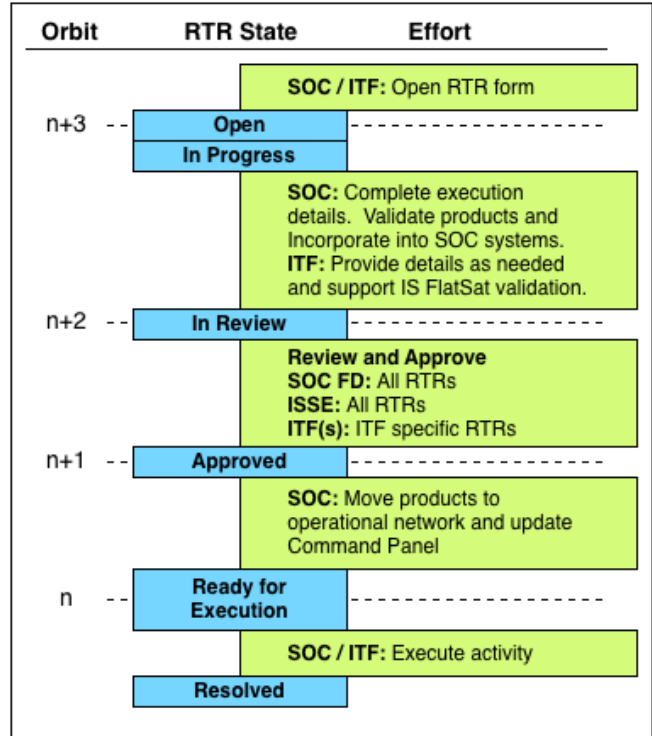 Orbit RTR State Effort
SOC / ITF: Open RTR form
n+3 Open
In Progress
SOC: Complete execution
details. Validate products and
Incorporate into SOC systems.
ITF: Provide details as needed
and support IS FlatSat validation.
n+2 In Review
Review and Approve
SOC FD: All RTRs
ISSE: All RTRs
ITF(s): ITF specific RTRs
n+1 Approved
SOC: Move products to
operational network and update
Command Panel
n Ready for
Execution
SOC / ITF: Execute activity
Resolved